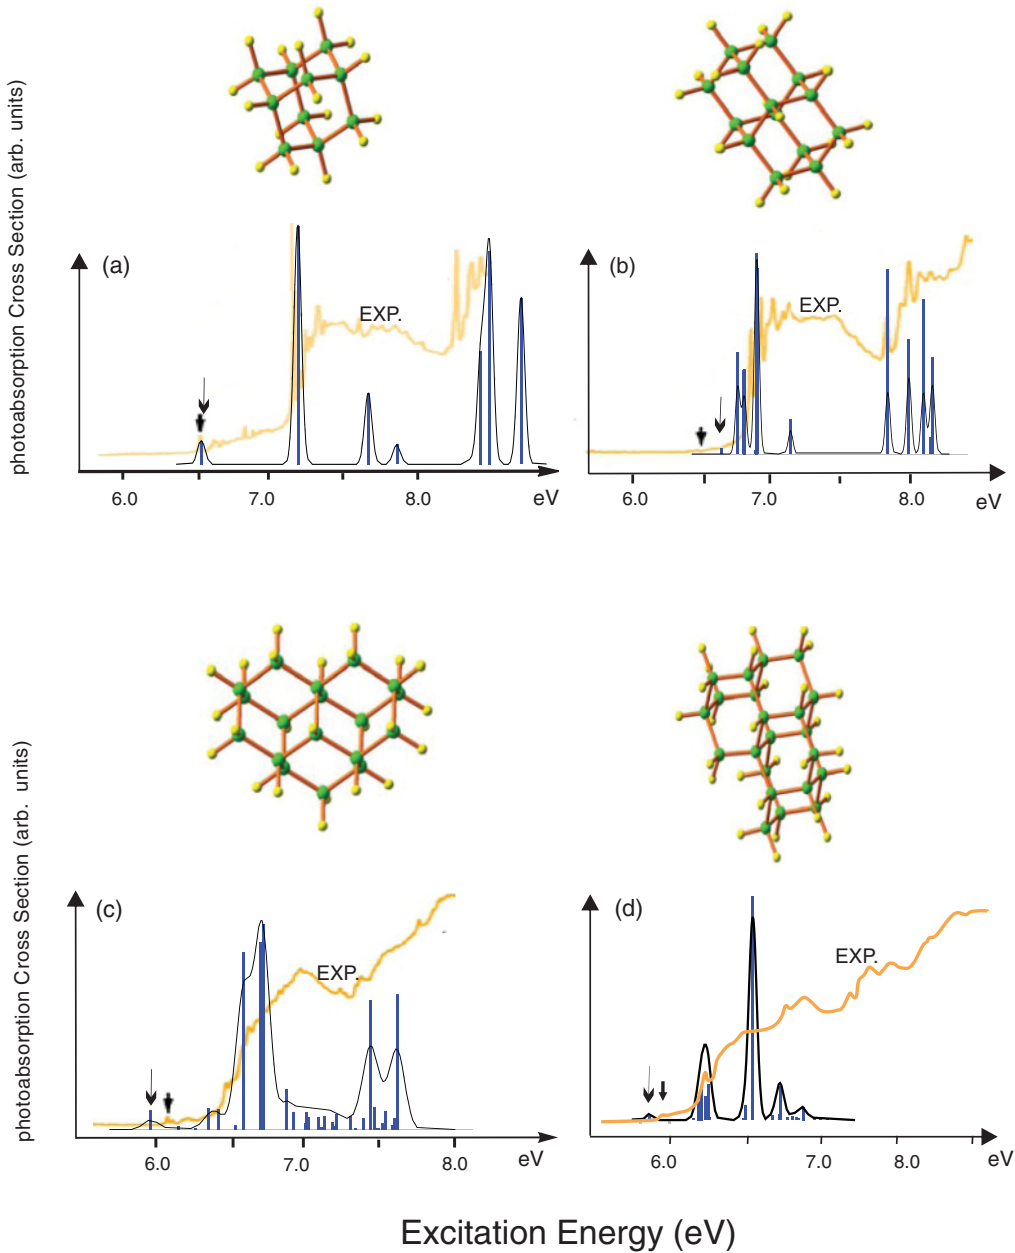 photoabsorption Cross Section (arb. units)
(a)
EXP.
6.0 7.0 8.0 eV
(b)
EXP.
6.0 7.0 8.0 eV
photoabsorption Cross Section (arb. units)
(c)
EXP.
6.0 7.0 8.0 eV
(d)
EXP.
6.0 7.0 8.0 eV
Excitation Energy (eV)